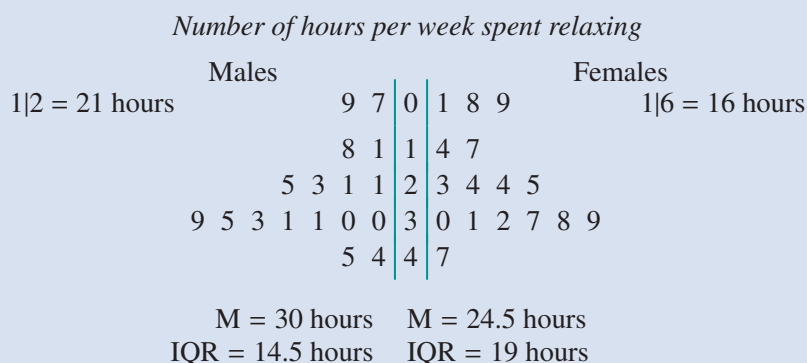 Number of hours per week spent relaxing
Males Females
1|2 = 21 hours 9 7 0 1 8 9 1|6 = 16 hours
8 1 1 4 7
5 3 1 1 2 3 4 4 5
9 5 3 1 1 0 0 3 0 1 2 7 8 9
5 4 4 7
M = 30 hours M = 24.5 hours
IQR = 14.5 hours IQR = 19 hours